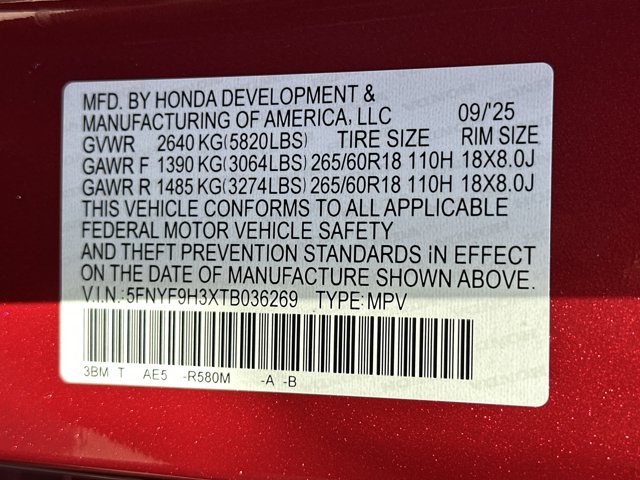 MFD. BY HONDA DEVELOPMENT &
MANUFACTURING OF AMERICA, LLC 09/'25
GVWR 2640 KG(5820LBS) TIRE SIZE RIM SIZE
GAWR F 1390 KG(3064LBS) 265/60R18 110H 18X8.0J
GAWR R 1485 KG(3274LBS) 265/60R18 110H 18X8.0J
THIS VEHICLE CONFORMS TO ALL APPLICABLE
FEDERAL MOTOR VEHICLE SAFETY
AND THEFT PREVENTION STANDARDS iN EFFECT
ON THE DATE OF MANUFACTURE SHOWN ABOVE.
V.I.N.:5FNYF9H3XTB036269 TYPE:MPV
3BM T AE5 -R580M -A -B